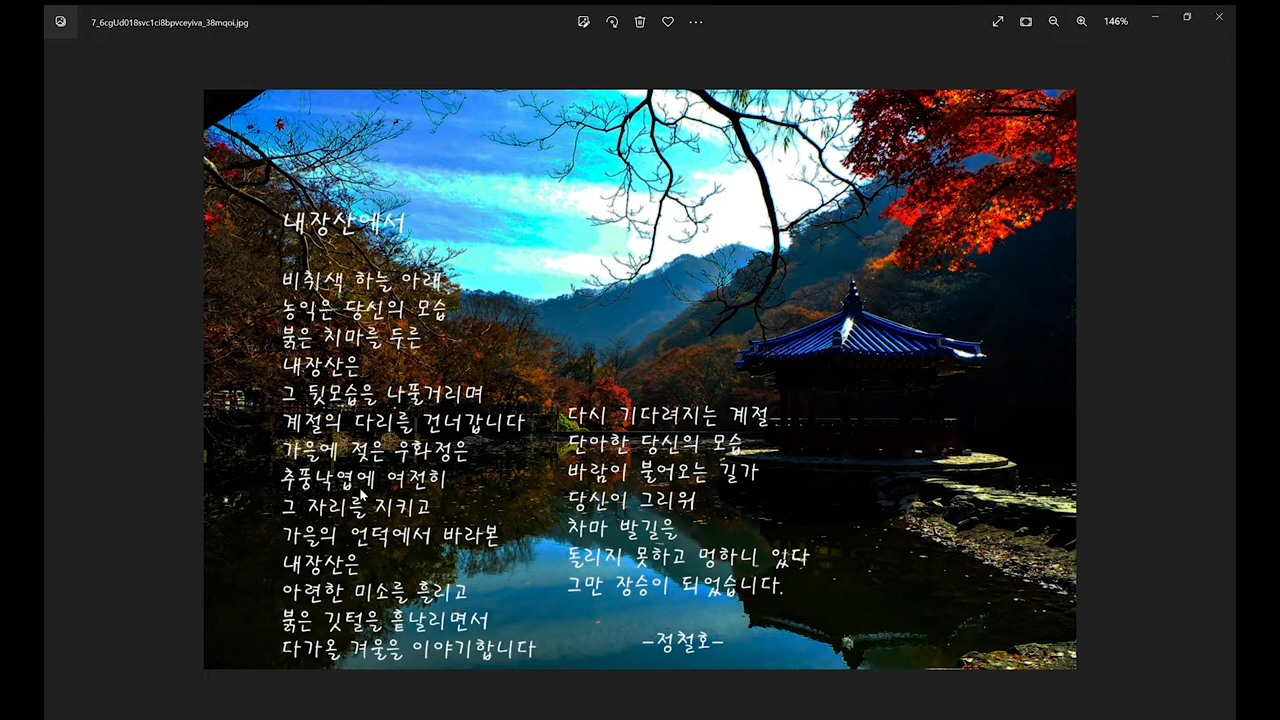 7_6cgUd018svc1ci8bpvceyiva_38mqoi.jpg
146%
내장산에서
비취색 하늘 아래
농익은 당신의 모습
붉은 치마를 두른
내장산은
그 뒷모습을 나풀거리며
계절의 다리를 건너갑니다
가을에 젖은 우화정은
추풍낙엽에 여전히
그 자리를 지키고
가을의 언덕에서 바라본
내장산은
아련한 미소를 흘리고
붉은 깃털을 흩날리면서
다가올 겨울을 이야기합니다
다시 기다려지는 계절
단아한 당신의 모습
바람이 불어오는 길가
당신이 그리워
차마 발길을
돌리지 못하고 멍하니 있다
그만 장승이 되었습니다.
-정철호-